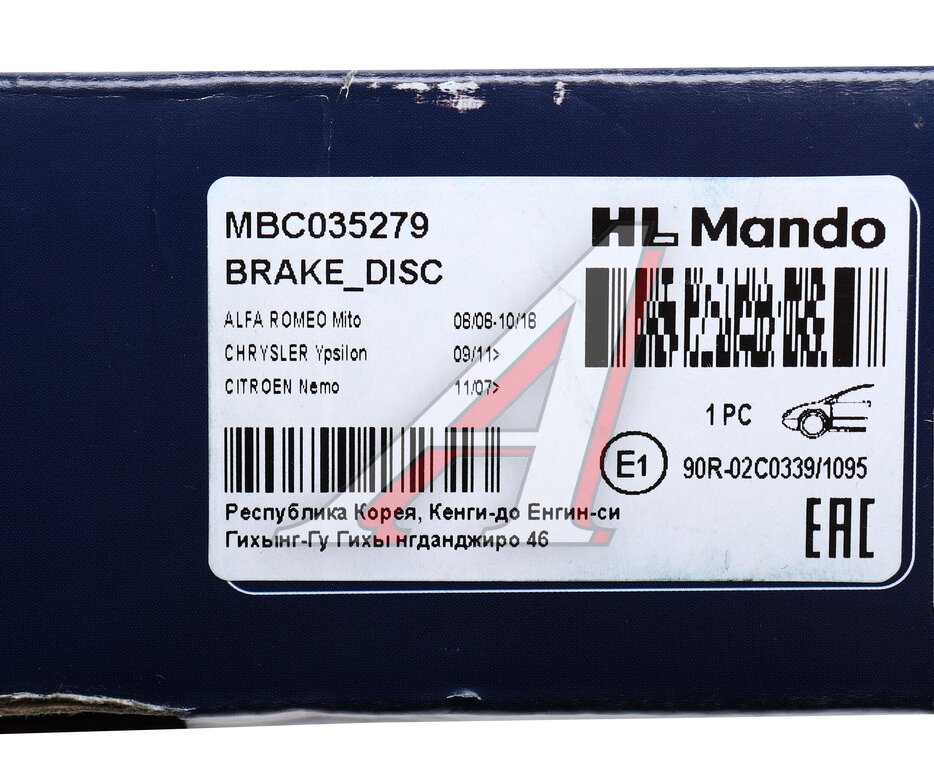 MBC035279
BRAKE_DISC
HL Mando
ALFA ROMEO Mito 06/08-10/18
CHRYSLER Ypsilon 09/11>
CITROEN Nemo 11/07>
1 PC
E1 90R-02C0339/1095
Республика Корея, Кенги-до Енгин-си
Гихынг-Гу Гихы нгданджиро 46
EAC